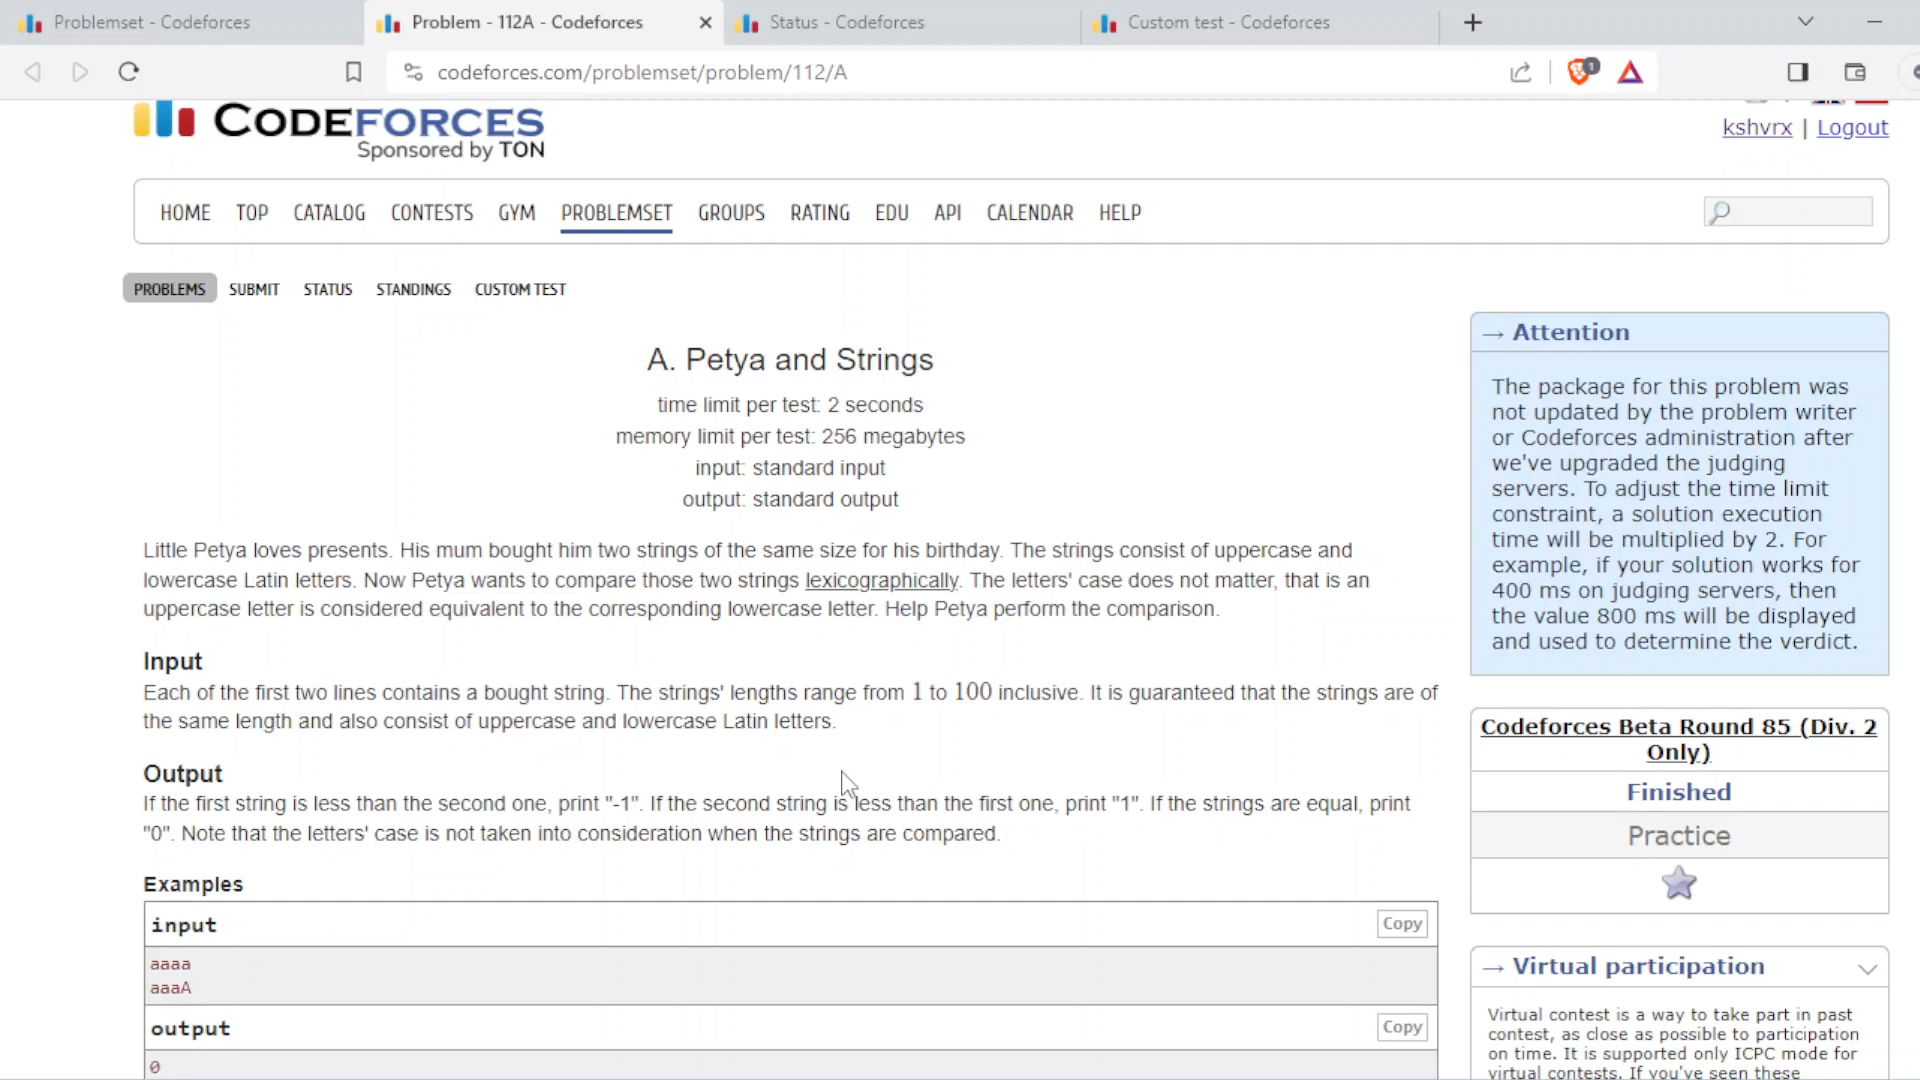 Problemset - Codeforces
Problem - 112A - Codeforces
Status - Codeforces
Custom test - Codeforces
codeforces.com/problemset/problem/112/A
1
CODEFORCES
Sponsored by TON
kshvrx | Logout
HOME TOP CATALOG CONTESTS GYM PROBLEMSET GROUPS RATING EDU API CALENDAR HELP
PROBLEMS SUBMIT STATUS STANDINGS CUSTOM TEST
A. Petya and Strings
time limit per test: 2 seconds
memory limit per test: 256 megabytes
input: standard input
output: standard output
Little Petya loves presents. His mum bought him two strings of the same size for his birthday. The strings consist of uppercase and
lowercase Latin letters. Now Petya wants to compare those two strings lexicographically. The letters' case does not matter, that is an
uppercase letter is considered equivalent to the corresponding lowercase letter. Help Petya perform the comparison.
Input
Each of the first two lines contains a bought string. The strings' lengths range from 1 to 100 inclusive. It is guaranteed that the strings are of
the same length and also consist of uppercase and lowercase Latin letters.
Output
If the first string is less than the second one, print "-1". If the second string is less than the first one, print "1". If the strings are equal, print
"0". Note that the letters' case is not taken into consideration when the strings are compared.
Examples
input
Copy
aaaa
aaaA
output
Copy
0
→ Attention
The package for this problem was
not updated by the problem writer
or Codeforces administration after
we've upgraded the judging
servers. To adjust the time limit
constraint, a solution execution
time will be multiplied by 2. For
example, if your solution works for
400 ms on judging servers, then
the value 800 ms will be displayed
and used to determine the verdict.
Codeforces Beta Round 85 (Div. 2
Only)
Finished
Practice
→ Virtual participation
Virtual contest is a way to take part in past
contest, as close as possible to participation
on time. It is supported only ICPC mode for
virtual contests. If you've seen these